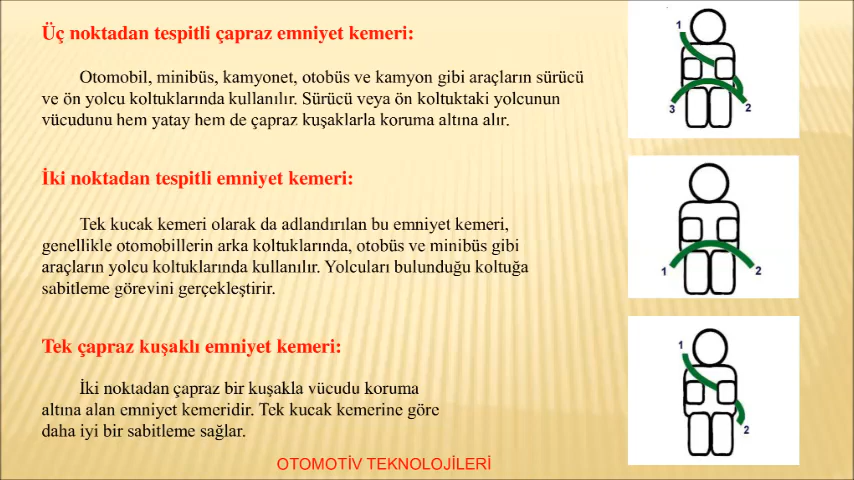 Üç noktadan tespitli çapraz emniyet kemeri:
Otomobil, minibüs, kamyonet, otobüs ve kamyon gibi araçların sürücü
ve ön yolcu koltuklarında kullanılır. Sürücü veya ön koltuktaki yolcunun
vücudunu hem yatay hem de çapraz kuşaklarla koruma altına alır.
1
3
2
İki noktadan tespitli emniyet kemeri:
Tek kucak kemeri olarak da adlandırılan bu emniyet kemeri,
genellikle otomobillerin arka koltuklarında, otobüs ve minibüs gibi
araçların yolcu koltuklarında kullanılır. Yolcuları bulunduğu koltuğa
sabitleme görevini gerçekleştirir.
1
2
Tek çapraz kuşaklı emniyet kemeri:
İki noktadan çapraz bir kuşakla vücudu koruma
altına alan emniyet kemeridir. Tek kucak kemerine göre
daha iyi bir sabitleme sağlar.
1
2
OTOMOTİV TEKNOLOJİLERİ